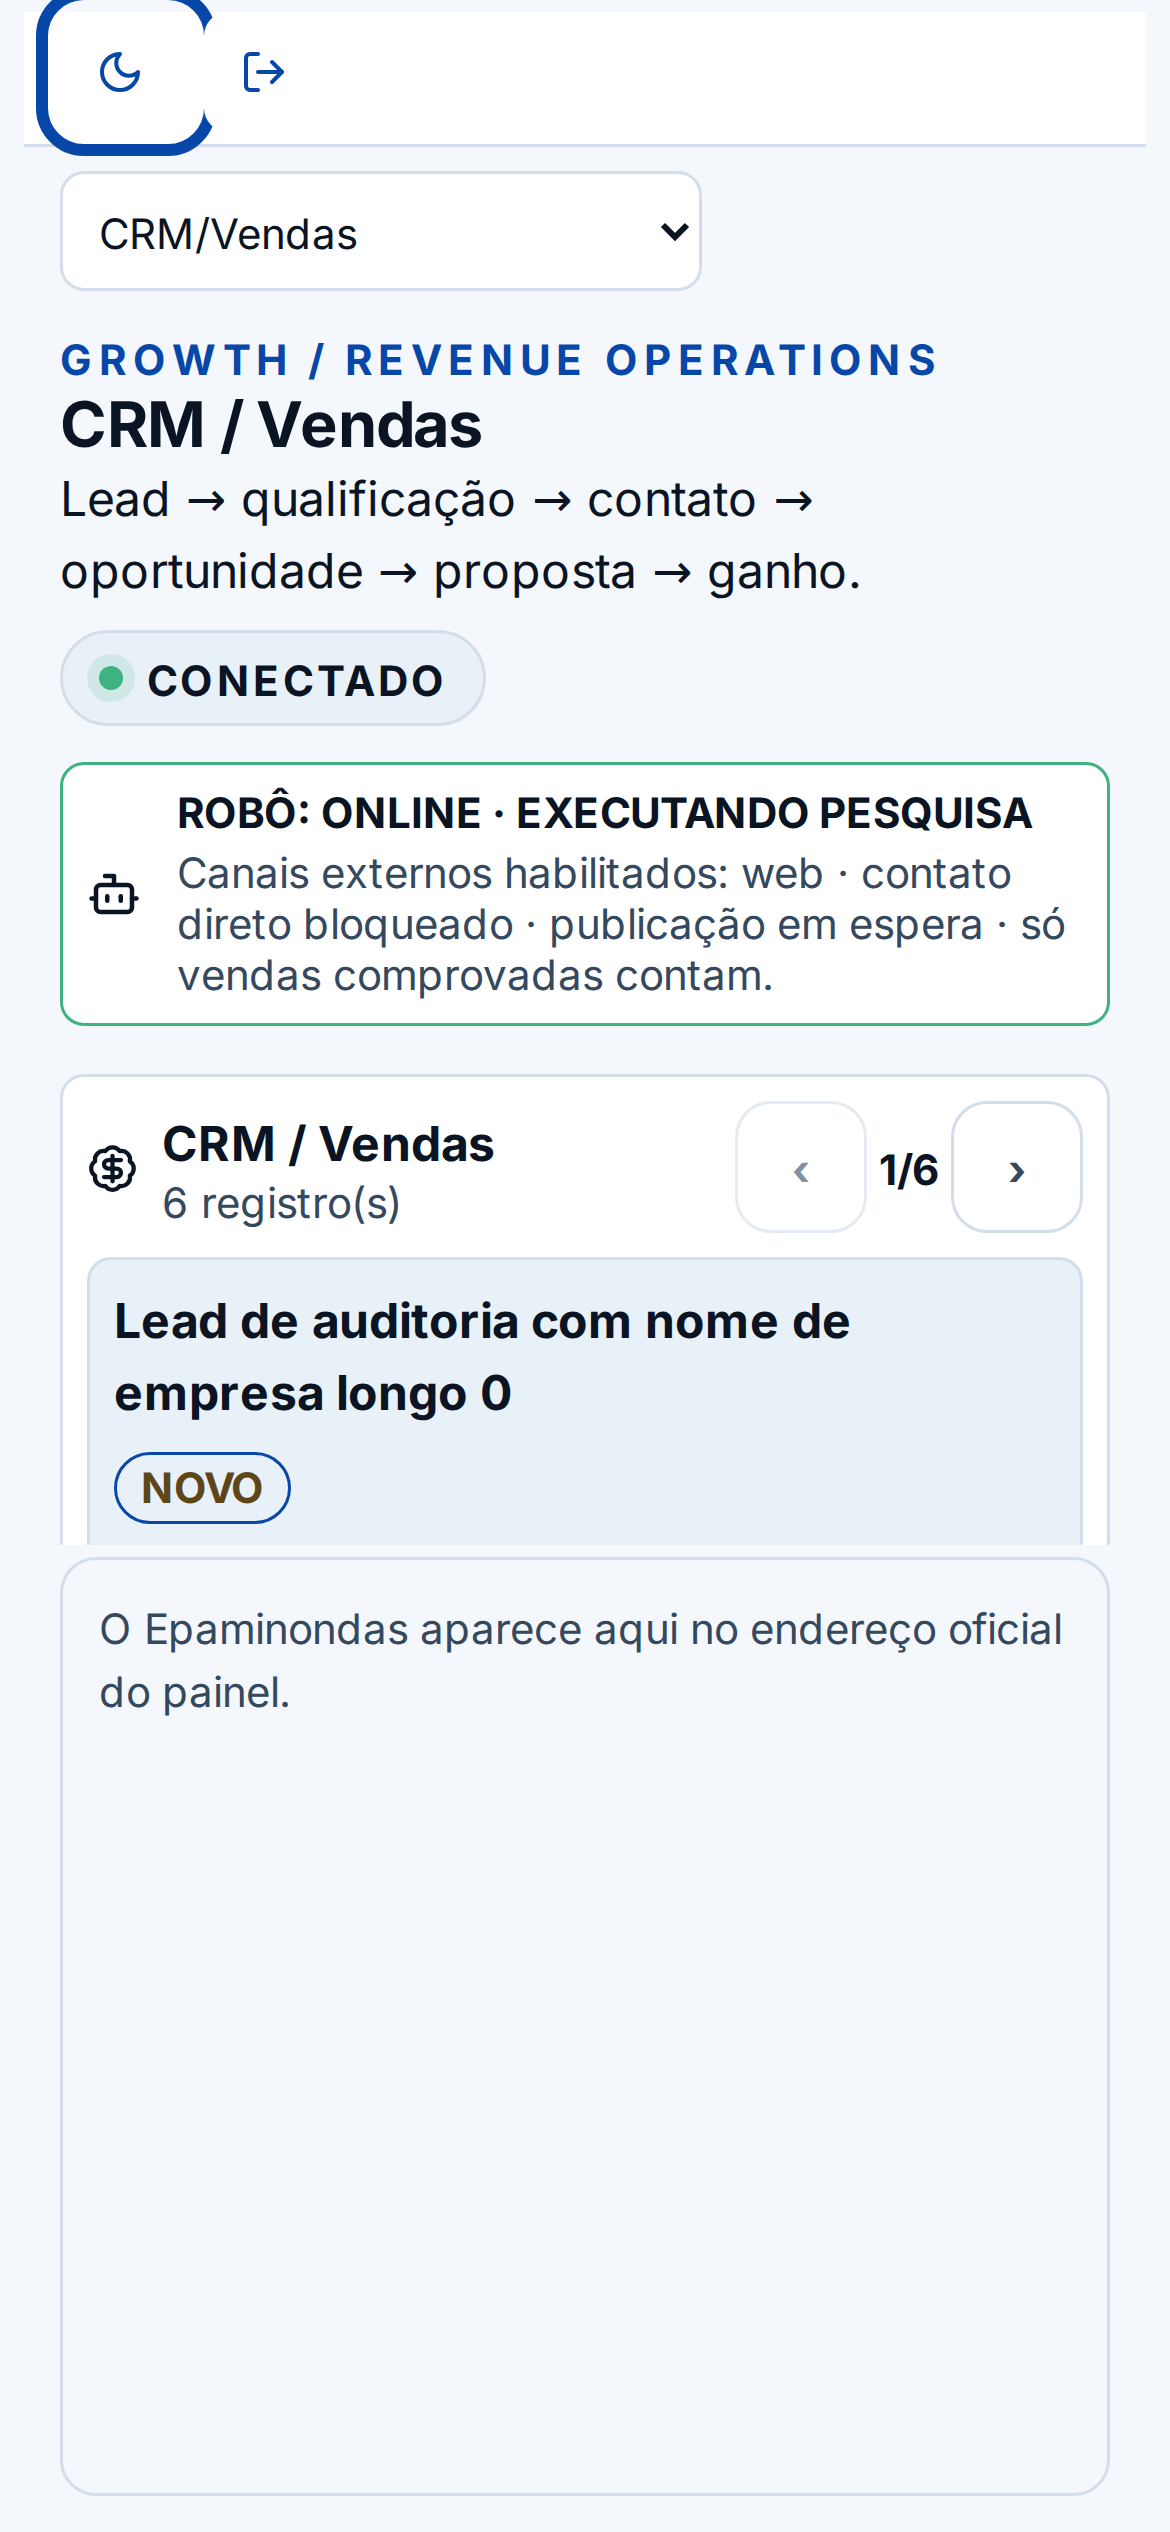 CRM/Vendas
GROWTH / REVENUE OPERATIONS
CRM / Vendas
Lead → qualificação → contato →
oportunidade → proposta → ganho.
CONECTADO
ROBÔ: ONLINE · EXECUTANDO PESQUISA
Canais externos habilitados: web · contato
direto bloqueado · publicação em espera · só
vendas comprovadas contam.
CRM / Vendas
6 registro(s)
‹ 1/6 ›
Lead de auditoria com nome de
empresa longo 0
NOVO
O Epaminondas aparece aqui no endereço oficial
do painel.